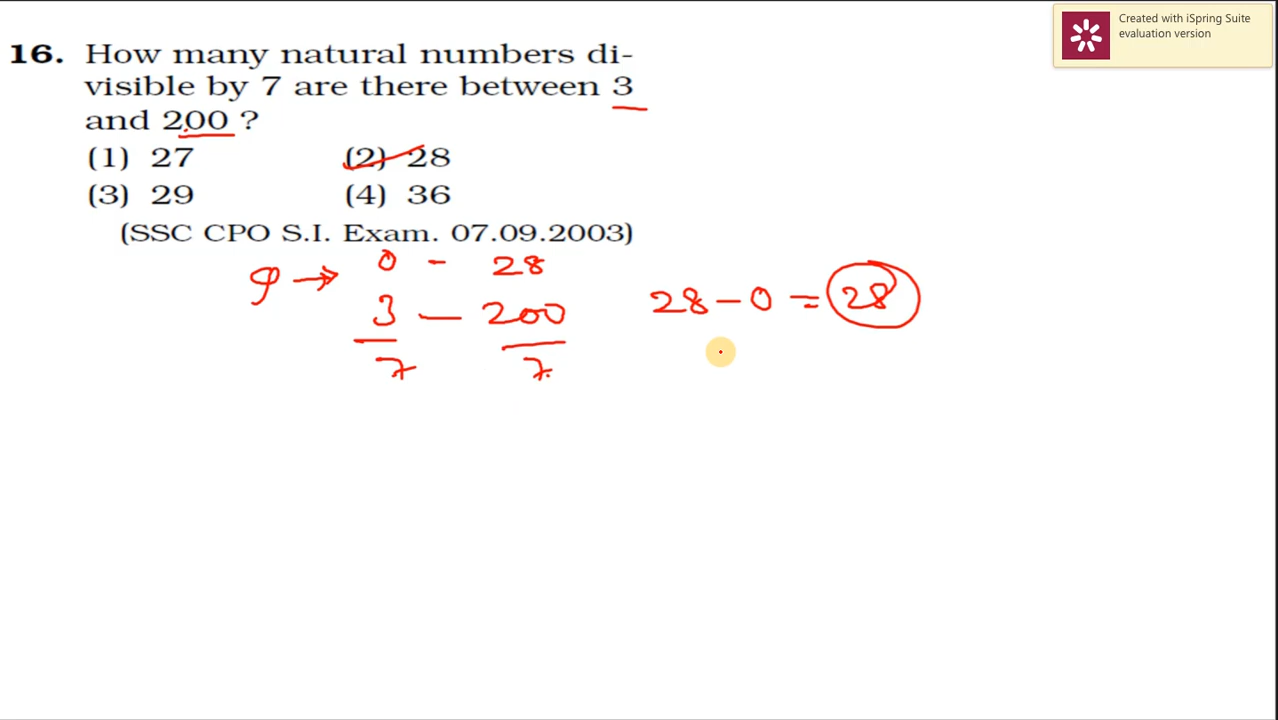 Created with iSpring Suite
evaluation version
16. How many natural numbers di-
visible by 7 are there between 3
and 200 ?
(1) 27 (2) 28
(3) 29 (4) 36
(SSC CPO S.I. Exam. 07.09.2003)
φ → 0 - 28
3 — 200 28 - 0 = 28
7 7